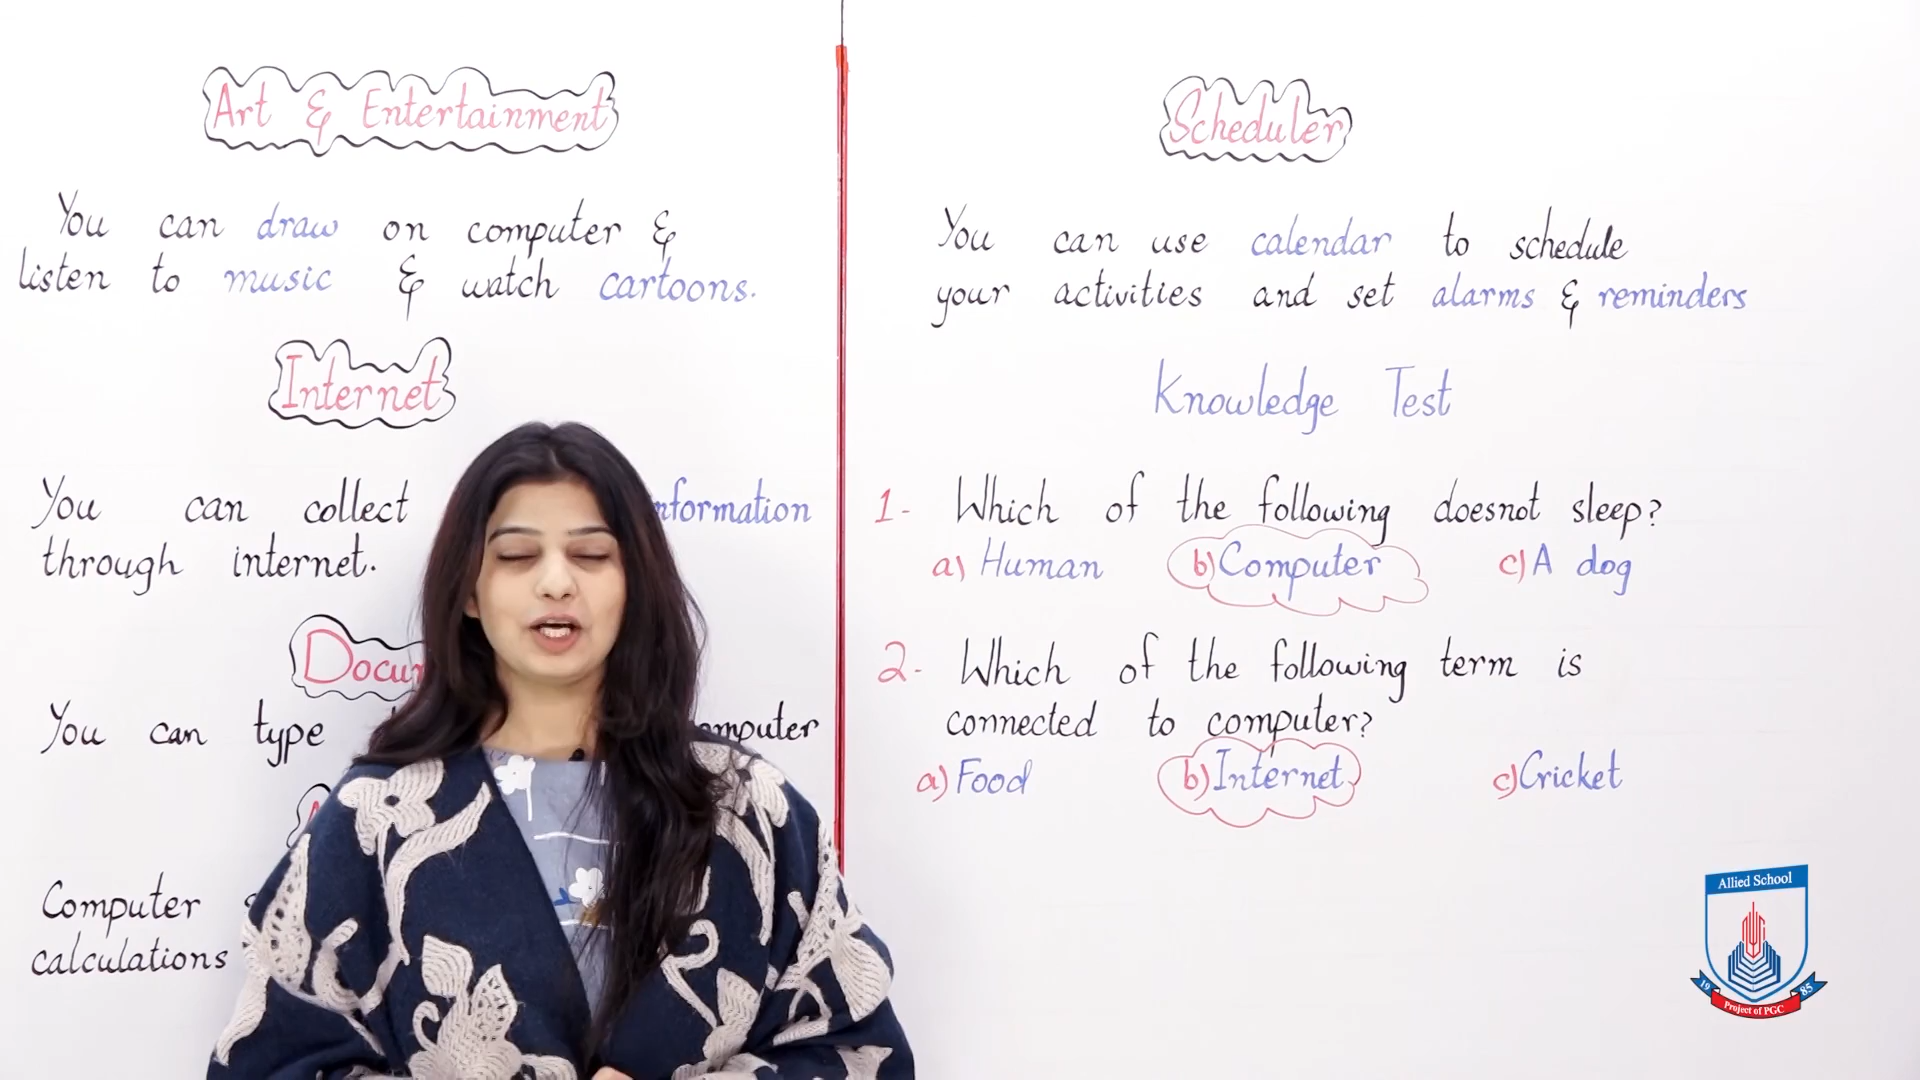 Art & Entertainment
You can draw on computer &
listen to music & watch cartoons.
Internet
You can collect
through internet.
You can type
Computer
calculations
Scheduler
You can use calendar to schedule
your activities and set alarms & reminders
Knowledge Test
1- Which of the following doesnot sleep?
a) Human b) Computer c) A dog
2- Which of the following term is
connected to computer?
a) Food b) Internet c) Cricket
Allied School
19 85
Project of PGC